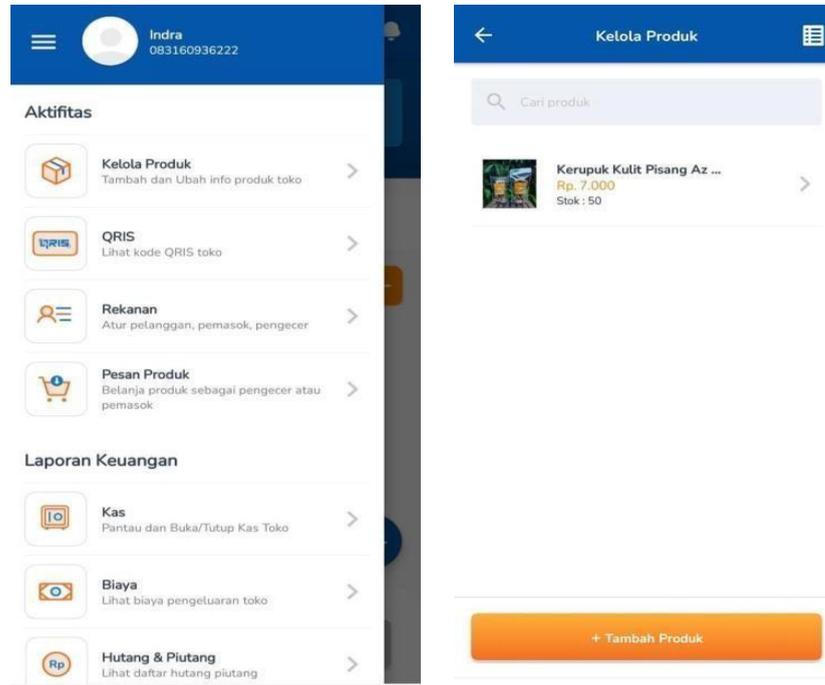 Indra
083160936222
Aktifitas
Kelola Produk
Tambah dan Ubah info produk toko
QRIS
QRIS
Lihat kode QRIS toko
Rekanan
Atur pelanggan, pemasok, pengecer
Pesan Produk
Belanja produk sebagai pengecer atau
pemasok
Laporan Keuangan
Kas
Pantau dan Buka/Tutup Kas Toko
Biaya
Lihat biaya pengeluaran toko
Rp
Hutang & Piutang
Lihat daftar hutang piutang
Kelola Produk
Cari produk
Kerupuk Kulit Pisang Az ...
Rp. 7.000
Stok : 50
+ Tambah Produk